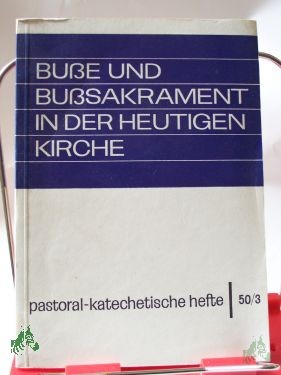 BUßE UND
BUßSAKRAMENT
IN DER HEUTIGEN
KIRCHE
pastoral-katechetische hefte | 50/3